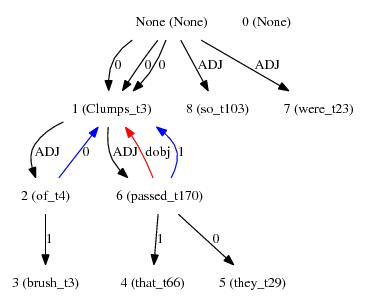 None (None) 0 (None)
0 0 0 ADJ ADJ
1 (Clumps_t3) 8 (so_t103) 7 (were_t23)
ADJ 0 ADJ dobj 1
2 (of_t4) 6 (passed_t170)
1 1 0
3 (brush_t3) 4 (that_t66) 5 (they_t29)